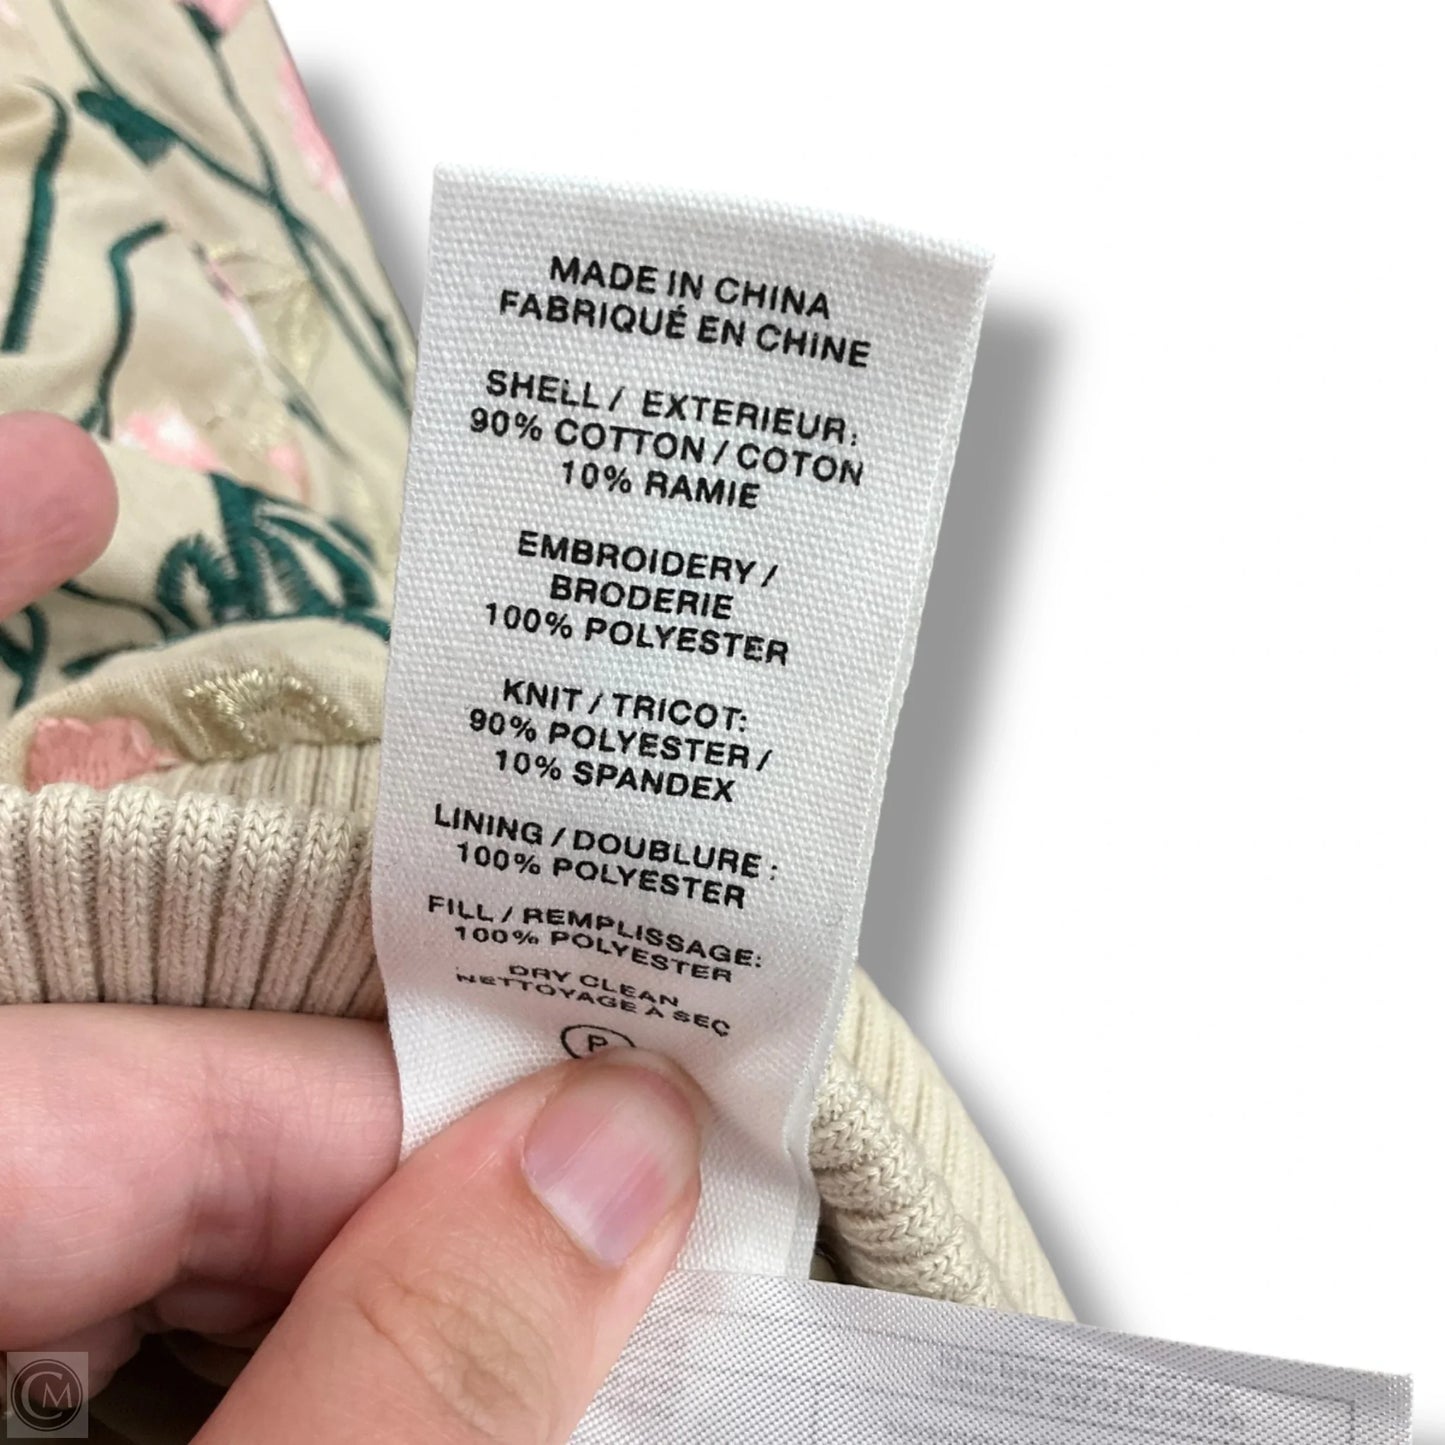 MADE IN CHINA
FABRIQUÉ EN CHINE
SHELL / EXTERIEUR:
90% COTTON / COTON
10% RAMIE
EMBROIDERY /
BRODERIE
100% POLYESTER
KNIT / TRICOT:
90% POLYESTER /
10% SPANDEX
LINING / DOUBLURE :
100% POLYESTER
FILL / REMPLISSAGE:
100% POLYESTER
DRY CLEAN
NETTOYAGE À SEC
P
CM